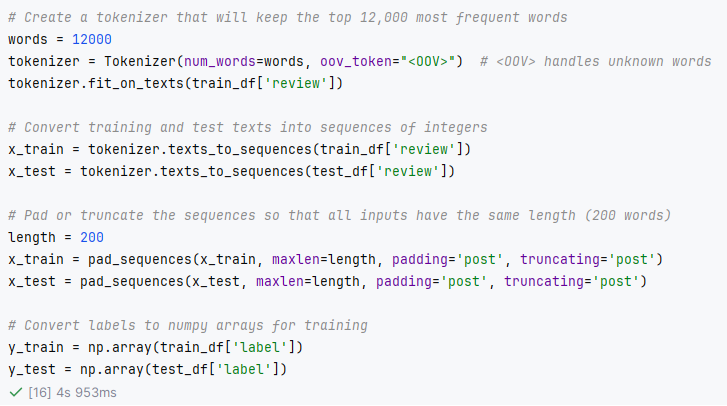 # Create a tokenizer that will keep the top 12,000 most frequent words
words = 12000
tokenizer = Tokenizer(num_words=words, oov_token="<OOV>")  # <OOV> handles unknown words
tokenizer.fit_on_texts(train_df['review'])

# Convert training and test texts into sequences of integers
x_train = tokenizer.texts_to_sequences(train_df['review'])
x_test = tokenizer.texts_to_sequences(test_df['review'])

# Pad or truncate the sequences so that all inputs have the same length (200 words)
length = 200
x_train = pad_sequences(x_train, maxlen=length, padding='post', truncating='post')
x_test = pad_sequences(x_test, maxlen=length, padding='post', truncating='post')

# Convert labels to numpy arrays for training
y_train = np.array(train_df['label'])
y_test = np.array(test_df['label'])
✓ [16] 4s 953ms